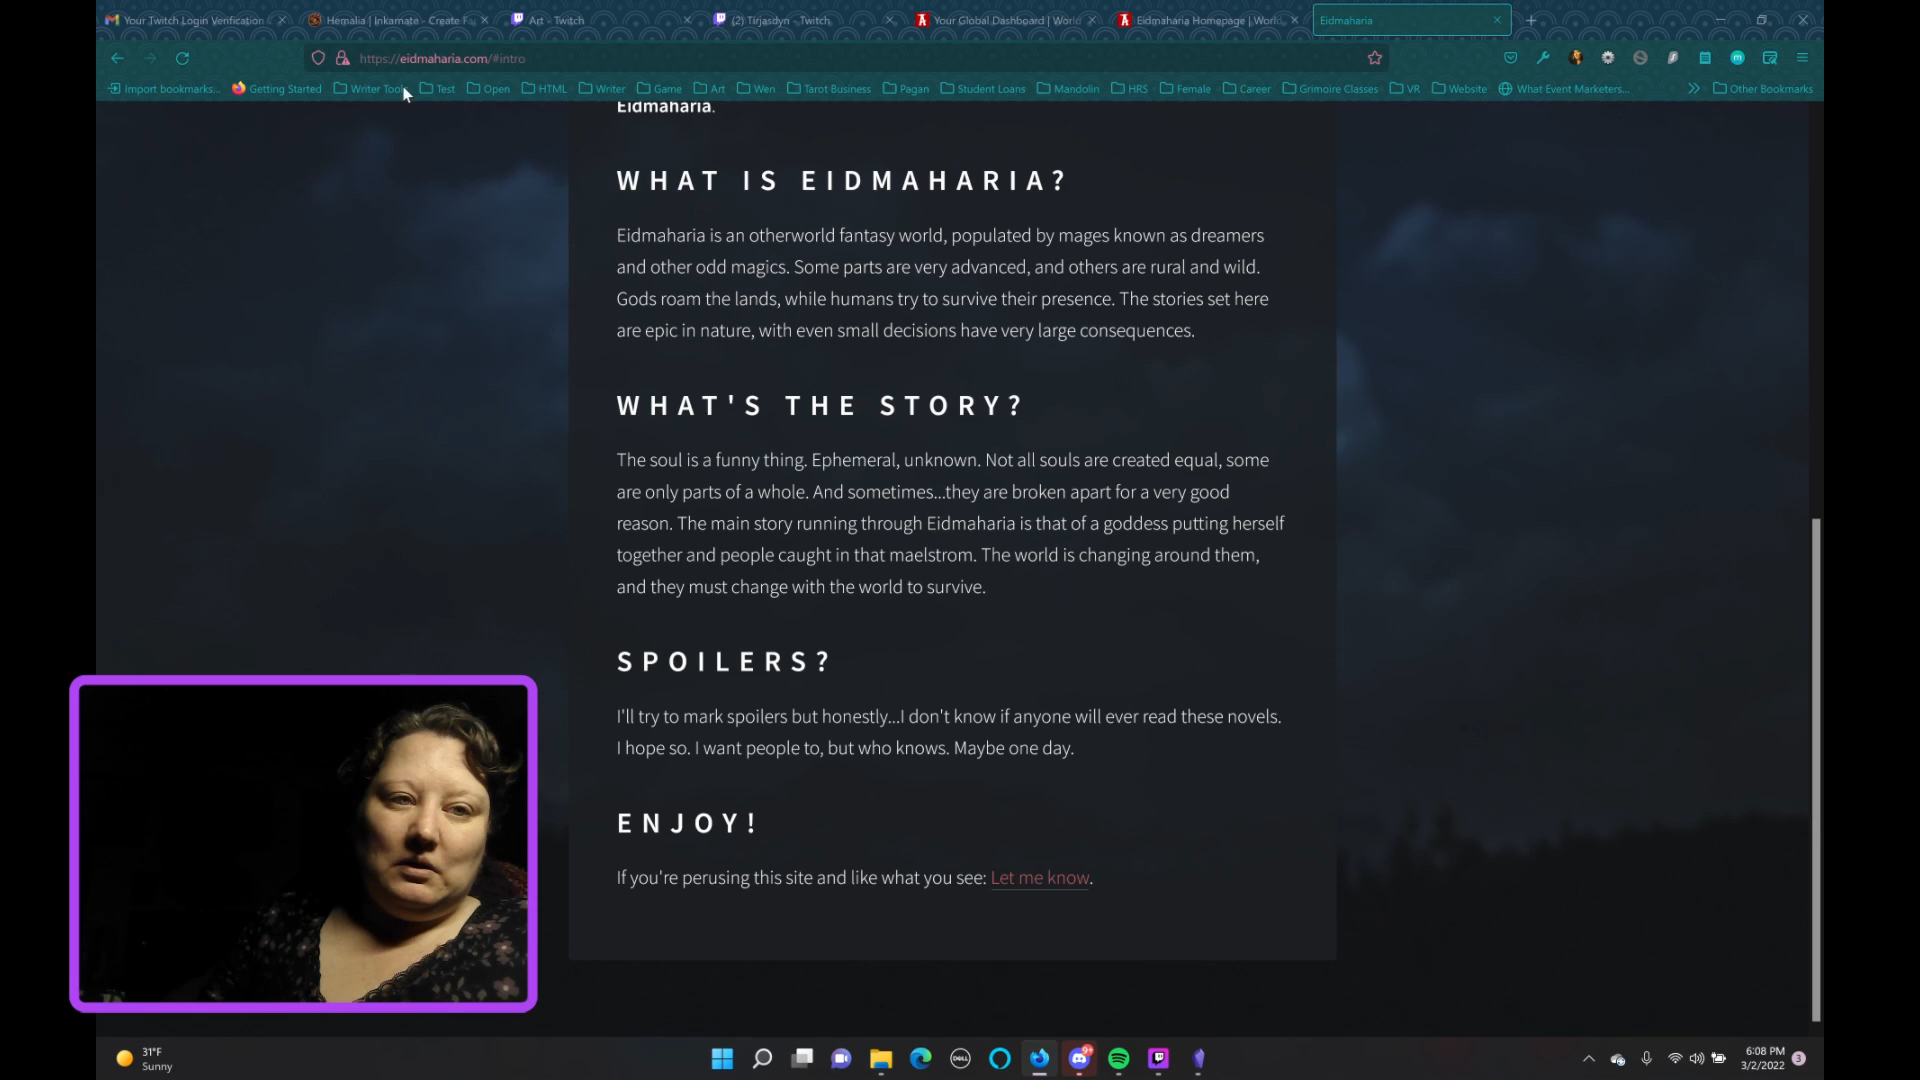 Your Twitch Login Verification
Hemalia | Inkarnate - Create Fa
Art - Twitch
(2) Tirjasdyn - Twitch
Your Global Dashboard | World
Eidmaharia Homepage | World
Eidmaharia
https://eidmaharia.com/#intro
Import bookmarks...
Getting Started
Writer Tools
Test
Open
HTML
Writer
Game
Art
Wen
Tarot Business
Pagan
Student Loans
Mandolin
HRS
Female
Career
Grimoire Classes
VR
Website
What Event Marketers...
Other Bookmarks
Eidmaharia.
WHAT IS EIDMAHARIA?
Eidmaharia is an otherworld fantasy world, populated by mages known as dreamers
and other odd magics. Some parts are very advanced, and others are rural and wild.
Gods roam the lands, while humans try to survive their presence. The stories set here
are epic in nature, with even small decisions have very large consequences.
WHAT'S THE STORY?
The soul is a funny thing. Ephemeral, unknown. Not all souls are created equal, some
are only parts of a whole. And sometimes...they are broken apart for a very good
reason. The main story running through Eidmaharia is that of a goddess putting herself
together and people caught in that maelstrom. The world is changing around them,
and they must change with the world to survive.
SPOILERS?
I'll try to mark spoilers but honestly...I don't know if anyone will ever read these novels.
I hope so. I want people to, but who knows. Maybe one day.
ENJOY!
If you're perusing this site and like what you see: Let me know.
31°F
Sunny
DELL
9+
6:08 PM
3/2/2022
3